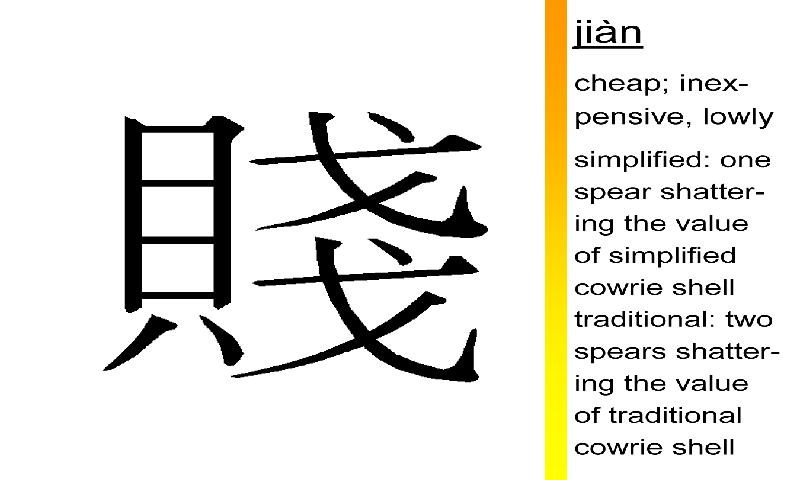 賤
jiàn
cheap; inex-
pensive, lowly
simplified: one
spear shatter-
ing the value
of simplified
cowrie shell
traditional: two
spears shatter-
ing the value
of traditional
cowrie shell